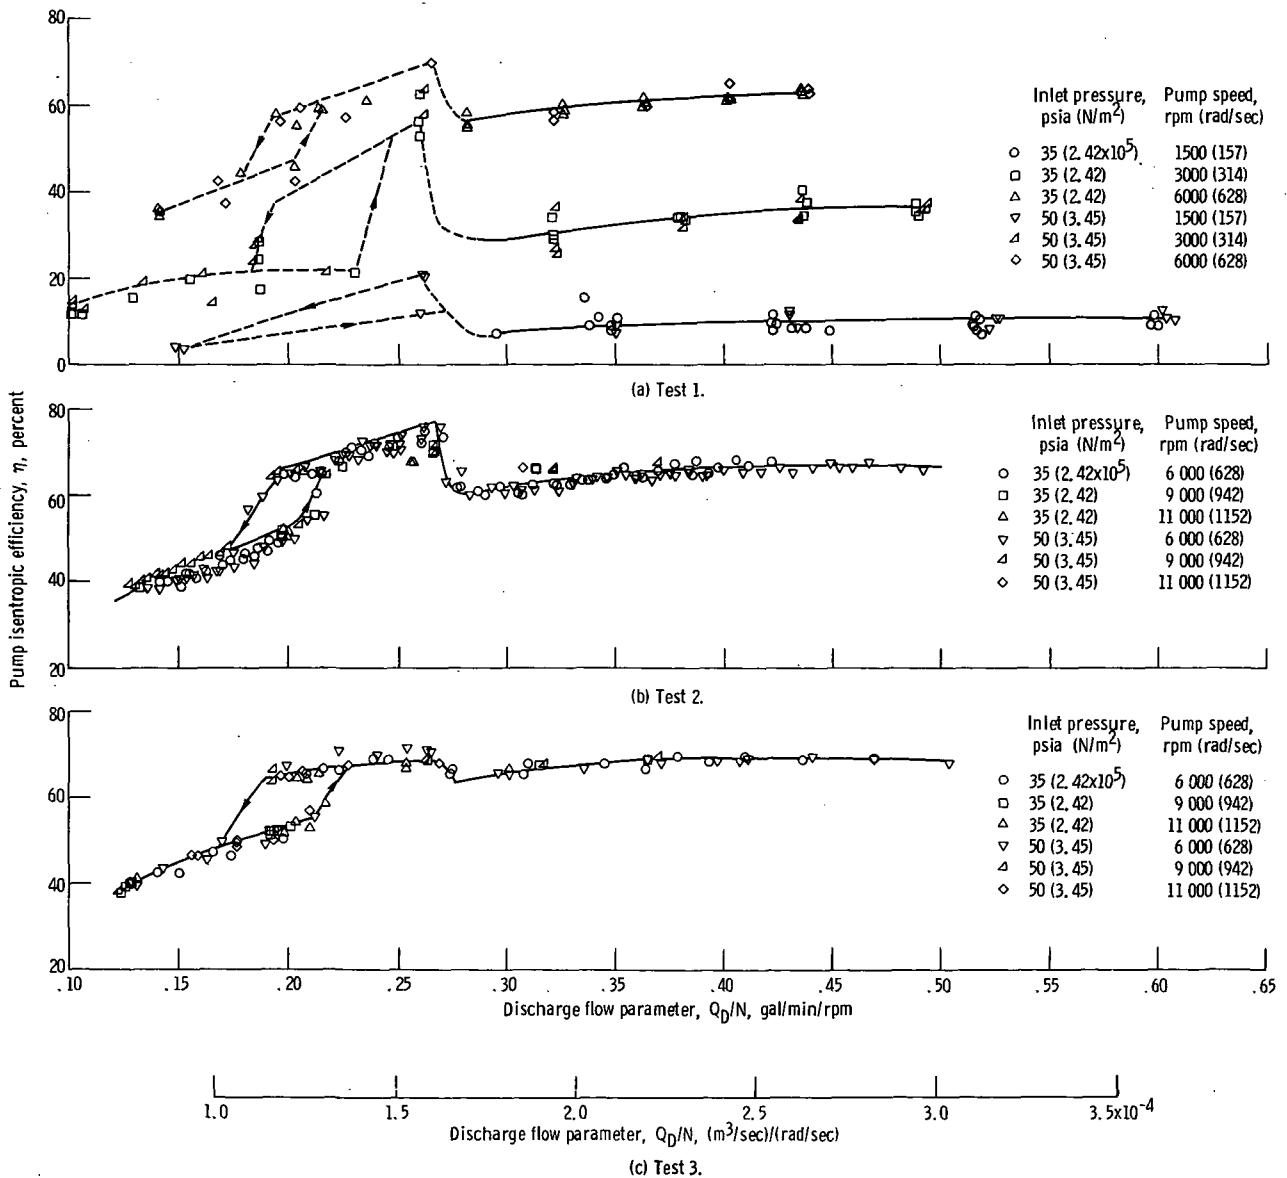 80
60
40
20
0
Inlet pressure, Pump speed,
psia (N/m²) rpm (rad/sec)
35 (2.42x10⁵) 1500 (157)
35 (2.42) 3000 (314)
35 (2.42) 6000 (628)
50 (3.45) 1500 (157)
50 (3.45) 3000 (314)
50 (3.45) 6000 (628)
(a) Test 1.
Pump isentropic efficiency, η, percent
80
60
40
20
Inlet pressure, Pump speed,
psia (N/m²) rpm (rad/sec)
35 (2.42x10⁵) 6 000 (628)
35 (2.42) 9 000 (942)
35 (2.42) 11 000 (1152)
50 (3.45) 6 000 (628)
50 (3.45) 9 000 (942)
50 (3.45) 11 000 (1152)
(b) Test 2.
80
60
40
20
Inlet pressure, Pump speed,
psia (N/m²) rpm (rad/sec)
35 (2.42x10⁵) 6 000 (628)
35 (2.42) 9 000 (942)
35 (2.42) 11 000 (1152)
50 (3.45) 6 000 (628)
50 (3.45) 9 000 (942)
50 (3.45) 11 000 (1152)
.10 .15 .20 .25 .30 .35 .40 .45 .50 .55 .60 .65
Discharge flow parameter, Q_D/N, gal/min/rpm
1.0 1.5 2.0 2.5 3.0 3.5x10⁻⁴
Discharge flow parameter, Q_D/N, (m³/sec)/(rad/sec)
(c) Test 3.